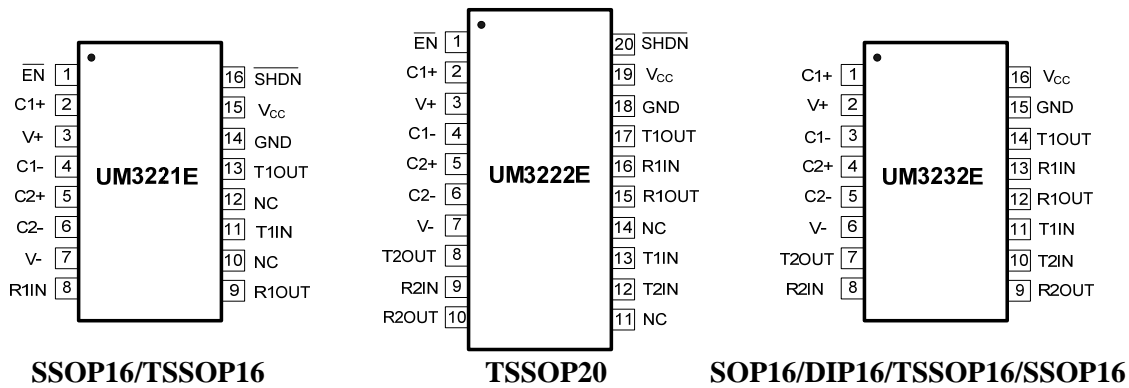 UM3221E
EN 1
C1+ 2
V+ 3
C1- 4
C2+ 5
C2- 6
V- 7
R1IN 8
16 SHDN
15 VCC
14 GND
13 T1OUT
12 NC
11 T1IN
10 NC
9 R1OUT
SSOP16/TSSOP16
UM3222E
EN 1
C1+ 2
V+ 3
C1- 4
C2+ 5
C2- 6
V- 7
T2OUT 8
R2IN 9
R2OUT 10
20 SHDN
19 VCC
18 GND
17 T1OUT
16 R1IN
15 R1OUT
14 NC
13 T1IN
12 T2IN
11 NC
TSSOP20
UM3232E
C1+ 1
V+ 2
C1- 3
C2+ 4
C2- 5
V- 6
T2OUT 7
R2IN 8
16 VCC
15 GND
14 T1OUT
13 R1IN
12 R1OUT
11 T1IN
10 T2IN
9 R2OUT
SOP16/DIP16/TSSOP16/SSOP16